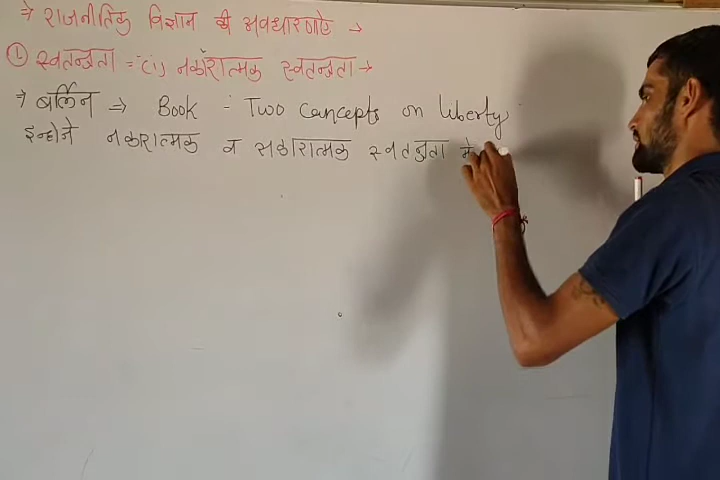 → राजनीतिक विज्ञान की अवधारणाऐ →
① स्वतन्त्रता = (i) नकारात्मक स्वतन्त्रता →
→ बर्लिन → Book - Two concepts on liberty
इन्होने नकारात्मक व सकारात्मक स्वतन्त्रता मे